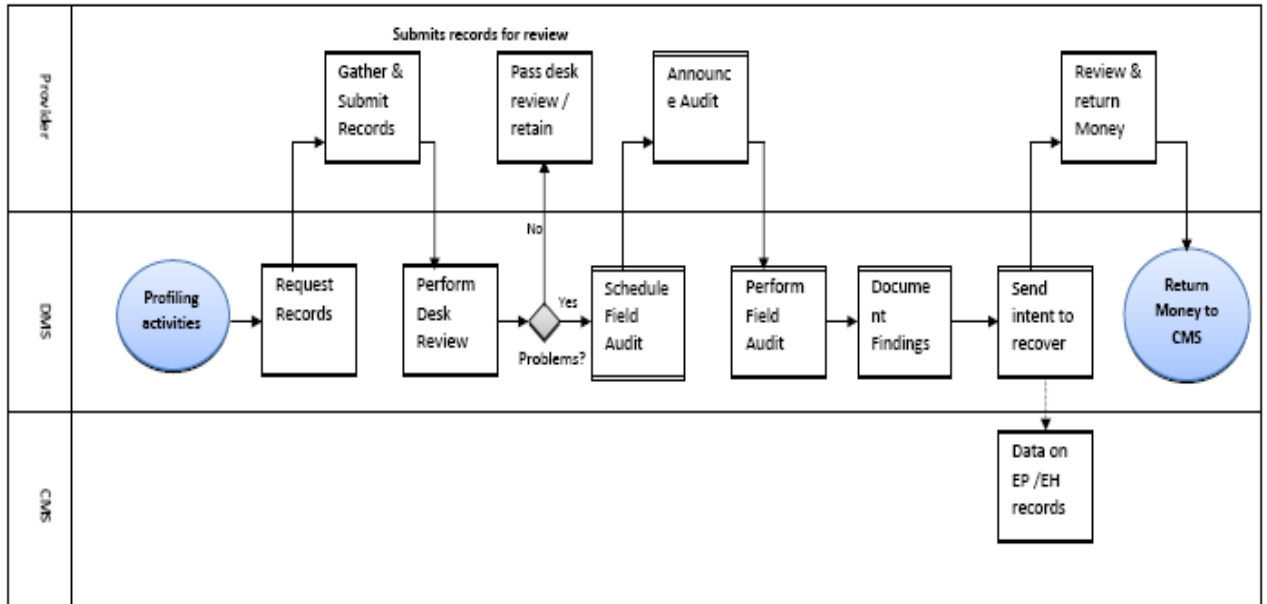 Submits records for review
Provider
Gather &
Submit
Records
Pass desk
review /
retain
Announc
e Audit
Review &
return
Money
No
DMS
Profiling
activities
Request
Records
Perform
Desk
Review
Yes
Problems?
Schedule
Field
Audit
Perform
Field
Audit
Docume
nt
Findings
Send
intent to
recover
Return
Money to
CMS
CMS
Data on
EP /EH
records